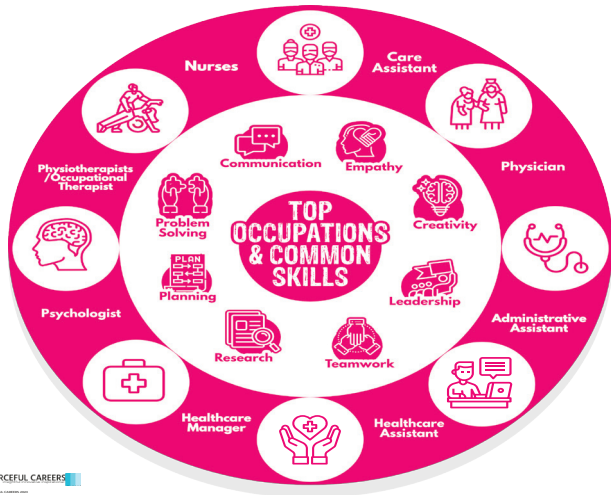 Nurses
Care
Assistant
Physiotherapists
/Occupational
Therapist
Physician
Psychologist
Administrative
Assistant
Healthcare
Manager
Healthcare
Assistant
Communication
Empathy
Problem
Solving
Creativity
PLAN
Planning
Leadership
Research
Teamwork
TOP
OCCUPATIONS
& COMMON
SKILLS
RCEFUL CAREERS